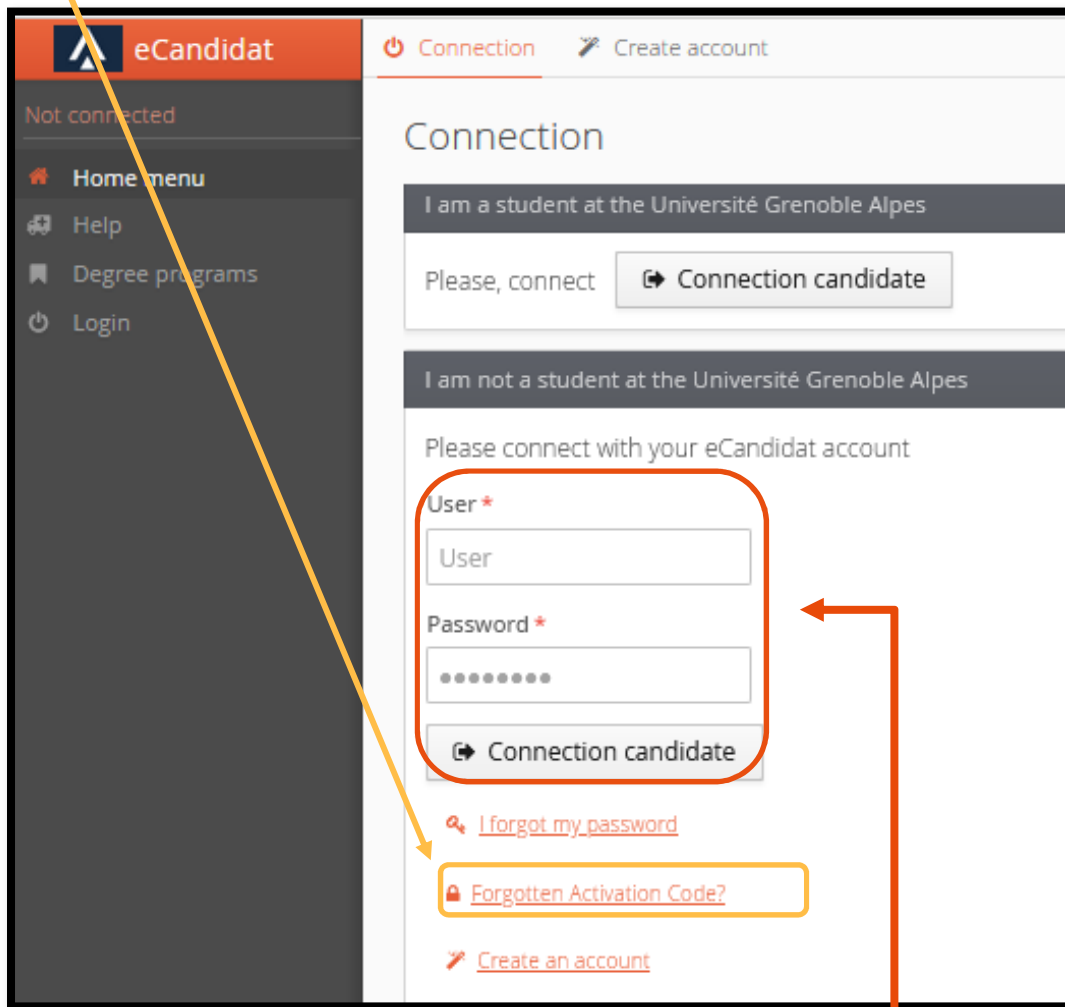 eCandidat
Connection Create account
Not connected
Home menu
Help
Degree programs
Login
Connection
I am a student at the Université Grenoble Alpes
Please, connect Connection candidate
I am not a student at the Université Grenoble Alpes
Please connect with your eCandidat account
User *
User
Password *
••••••••
Connection candidate
I forgot my password
Forgotten Activation Code?
Create an account